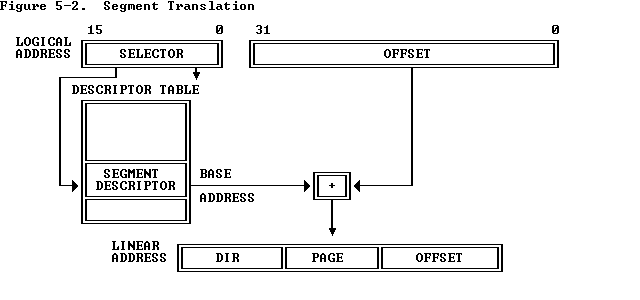 Figure 5-2.  Segment Translation
15 0 31 0
LOGICAL
ADDRESS
SELECTOR
OFFSET
DESCRIPTOR TABLE
SEGMENT
DESCRIPTOR
BASE
ADDRESS
+
LINEAR
ADDRESS
DIR PAGE OFFSET